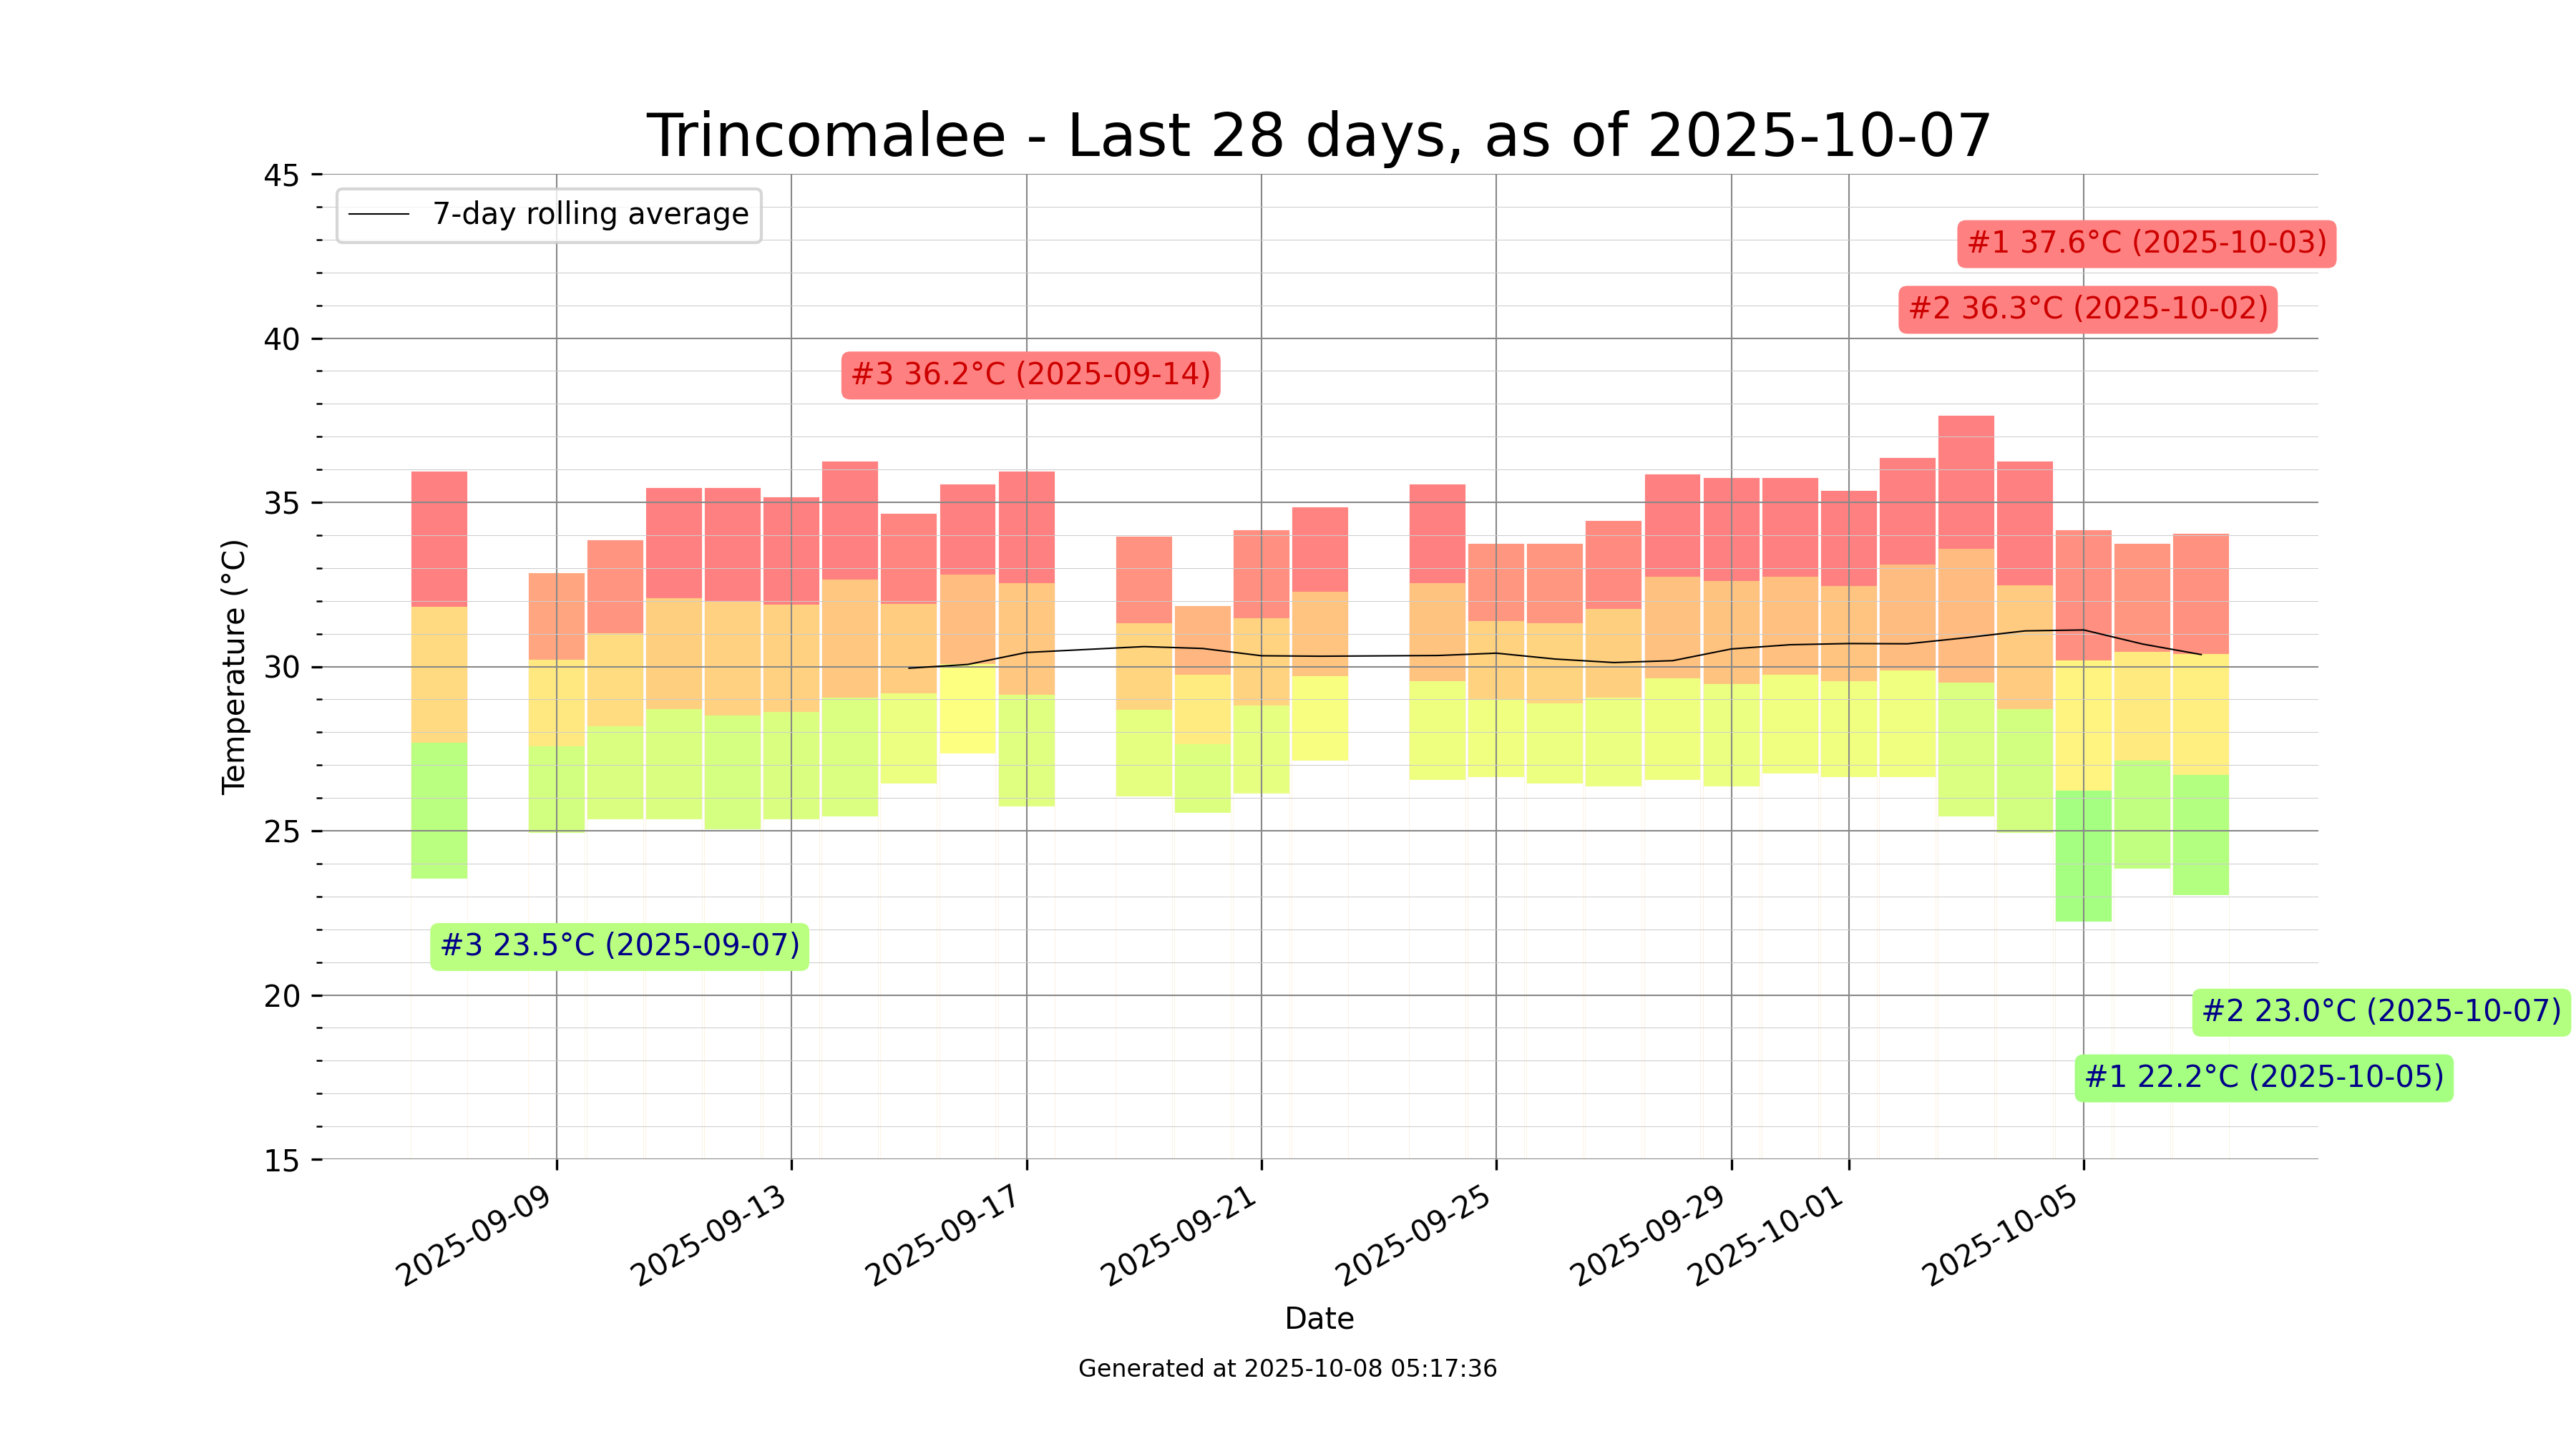 Trincomalee - Last 28 days, as of 2025-10-07
45
7-day rolling average
#1 37.6°C (2025-10-03)
#2 36.3°C (2025-10-02)
40
#3 36.2°C (2025-09-14)
35
Temperature (°C)
30
25
#3 23.5°C (2025-09-07)
20
#2 23.0°C (2025-10-07)
#1 22.2°C (2025-10-05)
15
2025-09-09
2025-09-13
2025-09-17
2025-09-21
2025-09-25
2025-09-29
2025-10-01
2025-10-05
Date
Generated at 2025-10-08 05:17:36